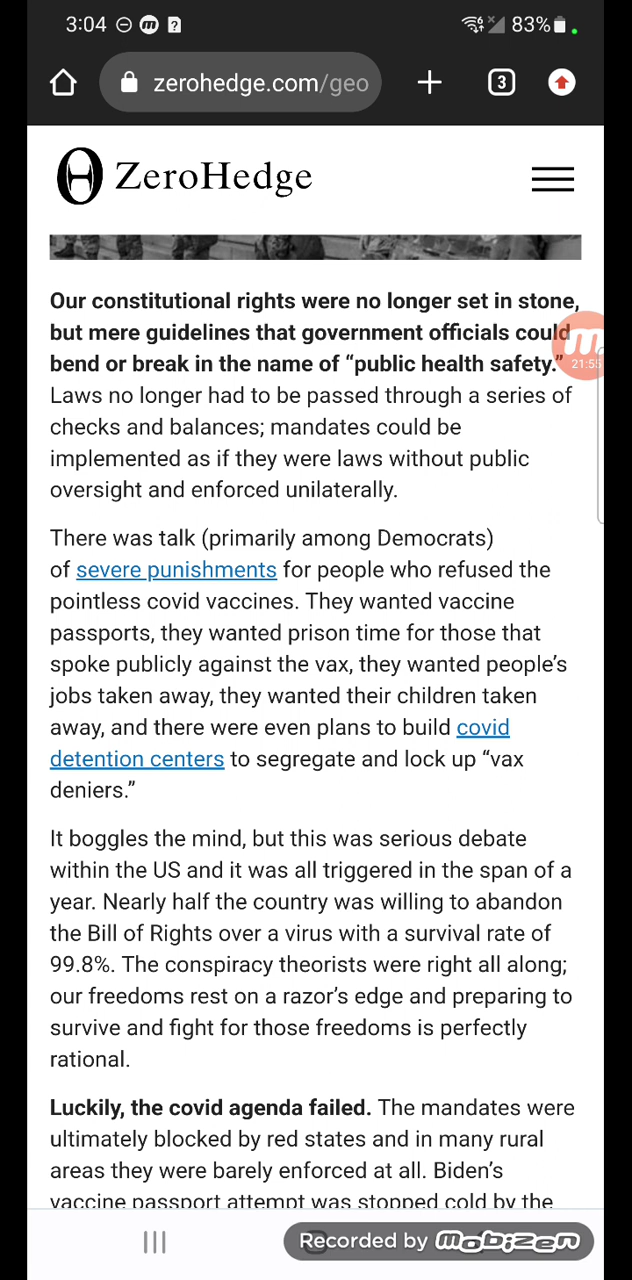 3:04
83%
zerohedge.com/geo
3
ZeroHedge
Our constitutional rights were no longer set in stone,
but mere guidelines that government officials could
bend or break in the name of “public health safety.”
21:55
Laws no longer had to be passed through a series of
checks and balances; mandates could be
implemented as if they were laws without public
oversight and enforced unilaterally.
There was talk (primarily among Democrats)
of severe punishments for people who refused the
pointless covid vaccines. They wanted vaccine
passports, they wanted prison time for those that
spoke publicly against the vax, they wanted people’s
jobs taken away, they wanted their children taken
away, and there were even plans to build covid
detention centers to segregate and lock up “vax
deniers.”
It boggles the mind, but this was serious debate
within the US and it was all triggered in the span of a
year. Nearly half the country was willing to abandon
the Bill of Rights over a virus with a survival rate of
99.8%. The conspiracy theorists were right all along;
our freedoms rest on a razor’s edge and preparing to
survive and fight for those freedoms is perfectly
rational.
Luckily, the covid agenda failed. The mandates were
ultimately blocked by red states and in many rural
areas they were barely enforced at all. Biden’s
vaccine passport attempt was stopped cold by the
Recorded by mobizen